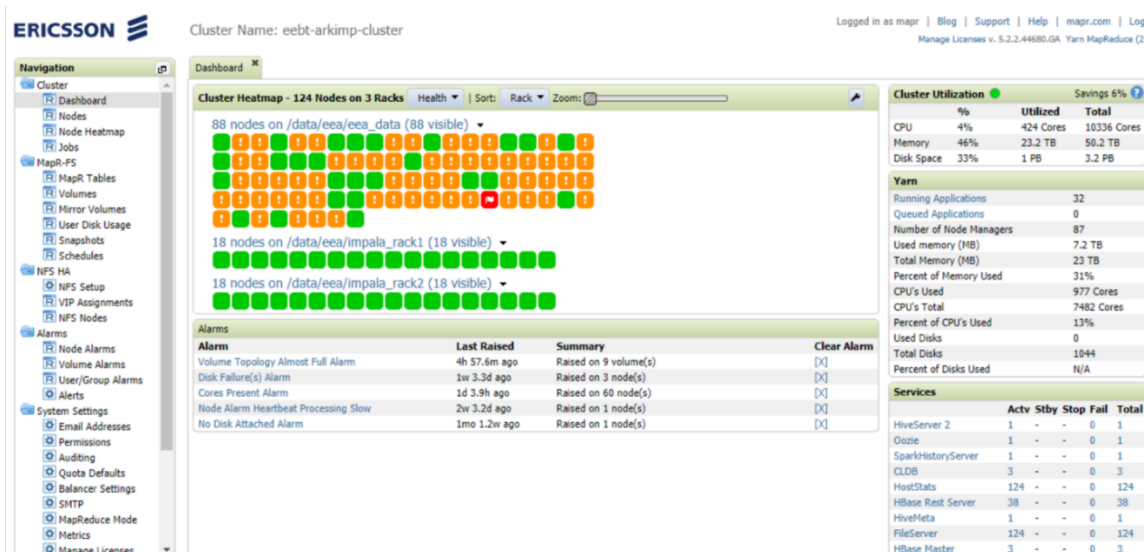 Logged in as mapr | Blog | Support | Help | mapr.com | Log
Manage Licenses v. 5.2.2.44680.GA Yarn MapReduce (2
ERICSSON
Cluster Name: eebt-arkimp-cluster
Navigation
Cluster
Dashboard
Nodes
Node Heatmap
Jobs
MapR-FS
MapR Tables
Volumes
Mirror Volumes
User Disk Usage
Snapshots
Schedules
NFS HA
NFS Setup
VIP Assignments
NFS Nodes
Alarms
Node Alarms
Volume Alarms
User/Group Alarms
Alerts
System Settings
Email Addresses
Permissions
Auditing
Quota Defaults
Balancer Settings
SMTP
MapReduce Mode
Metrics
Manage Licenses
Dashboard
Cluster Heatmap - 124 Nodes on 3 Racks Health | Sort: Rack Zoom:
88 nodes on /data/eea/eea_data (88 visible)
18 nodes on /data/eea/impala_rack1 (18 visible)
18 nodes on /data/eea/impala_rack2 (18 visible)
Alarms
Alarm Last Raised Summary Clear Alarm
Volume Topology Almost Full Alarm 4h 57.6m ago Raised on 9 volume(s) [X]
Disk Failure(s) Alarm 1w 3.3d ago Raised on 3 node(s) [X]
Cores Present Alarm 1d 3.9h ago Raised on 60 node(s) [X]
Node Alarm Heartbeat Processing Slow 2w 3.2d ago Raised on 1 node(s) [X]
No Disk Attached Alarm 1mo 1.2w ago Raised on 1 node(s) [X]
Cluster Utilization Savings 6% ?
% Utilized Total
CPU 4% 424 Cores 10336 Cores
Memory 46% 23.2 TB 50.2 TB
Disk Space 33% 1 PB 3.2 PB
Yarn
Running Applications 32
Queued Applications 0
Number of Node Managers 87
Used memory (MB) 7.2 TB
Total Memory (MB) 23 TB
Percent of Memory Used 31%
CPU's Used 977 Cores
CPU's Total 7482 Cores
Percent of CPU's Used 13%
Used Disks 0
Total Disks 1044
Percent of Disks Used N/A
Services
Actv Stby Stop Fail Total
HiveServer 2 1 - - 0 1
Oozie 1 - - 0 1
SparkHistoryServer 1 - - 0 1
CLDB 3 - - 0 3
HostStats 124 - - 0 124
HBase Rest Server 38 - - 0 38
HiveMeta 1 - - 0 1
FileServer 124 - - 0 124
HBase Master 3 - - 0 3